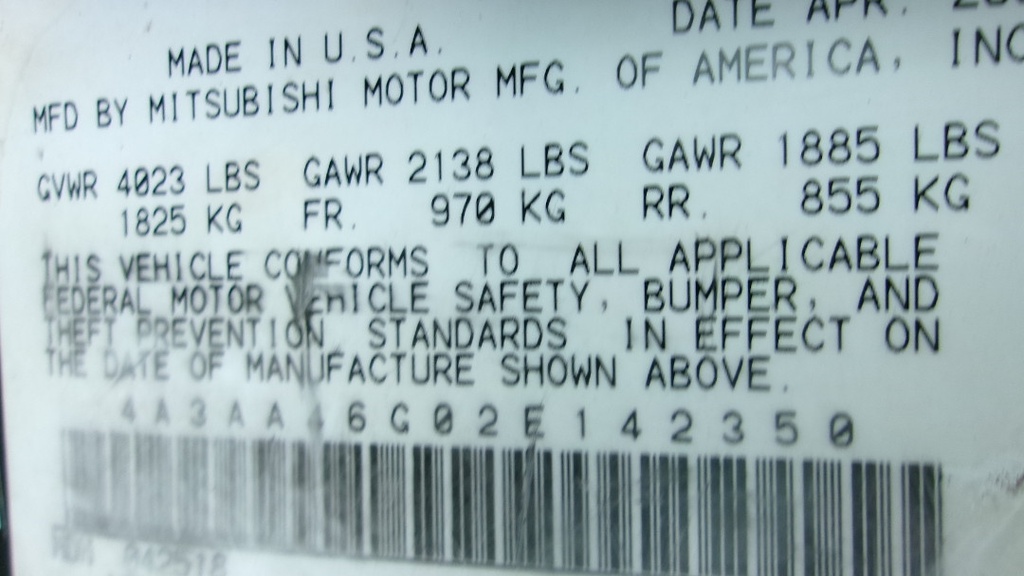 DATE APR.
MADE IN U.S.A.
MFD BY MITSUBISHI MOTOR MFG. OF AMERICA, INC
GVWR 4023 LBS GAWR 2138 LBS GAWR 1885 LBS
1825 KG FR. 970 KG RR. 855 KG
THIS VEHICLE CONFORMS TO ALL APPLICABLE
FEDERAL MOTOR VEHICLE SAFETY, BUMPER, AND
THEFT PREVENTION STANDARDS IN EFFECT ON
THE DATE OF MANUFACTURE SHOWN ABOVE.
4A3AA46G02E142350